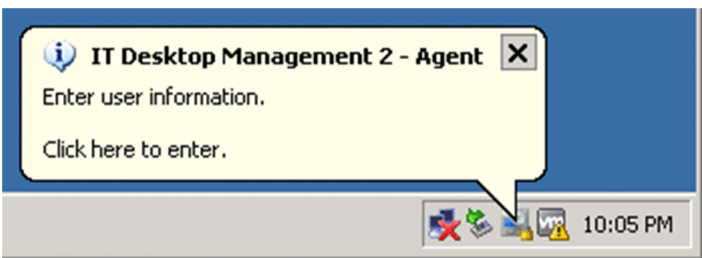 IT Desktop Management 2 - Agent
Enter user information.
Click here to enter.
10:05 PM